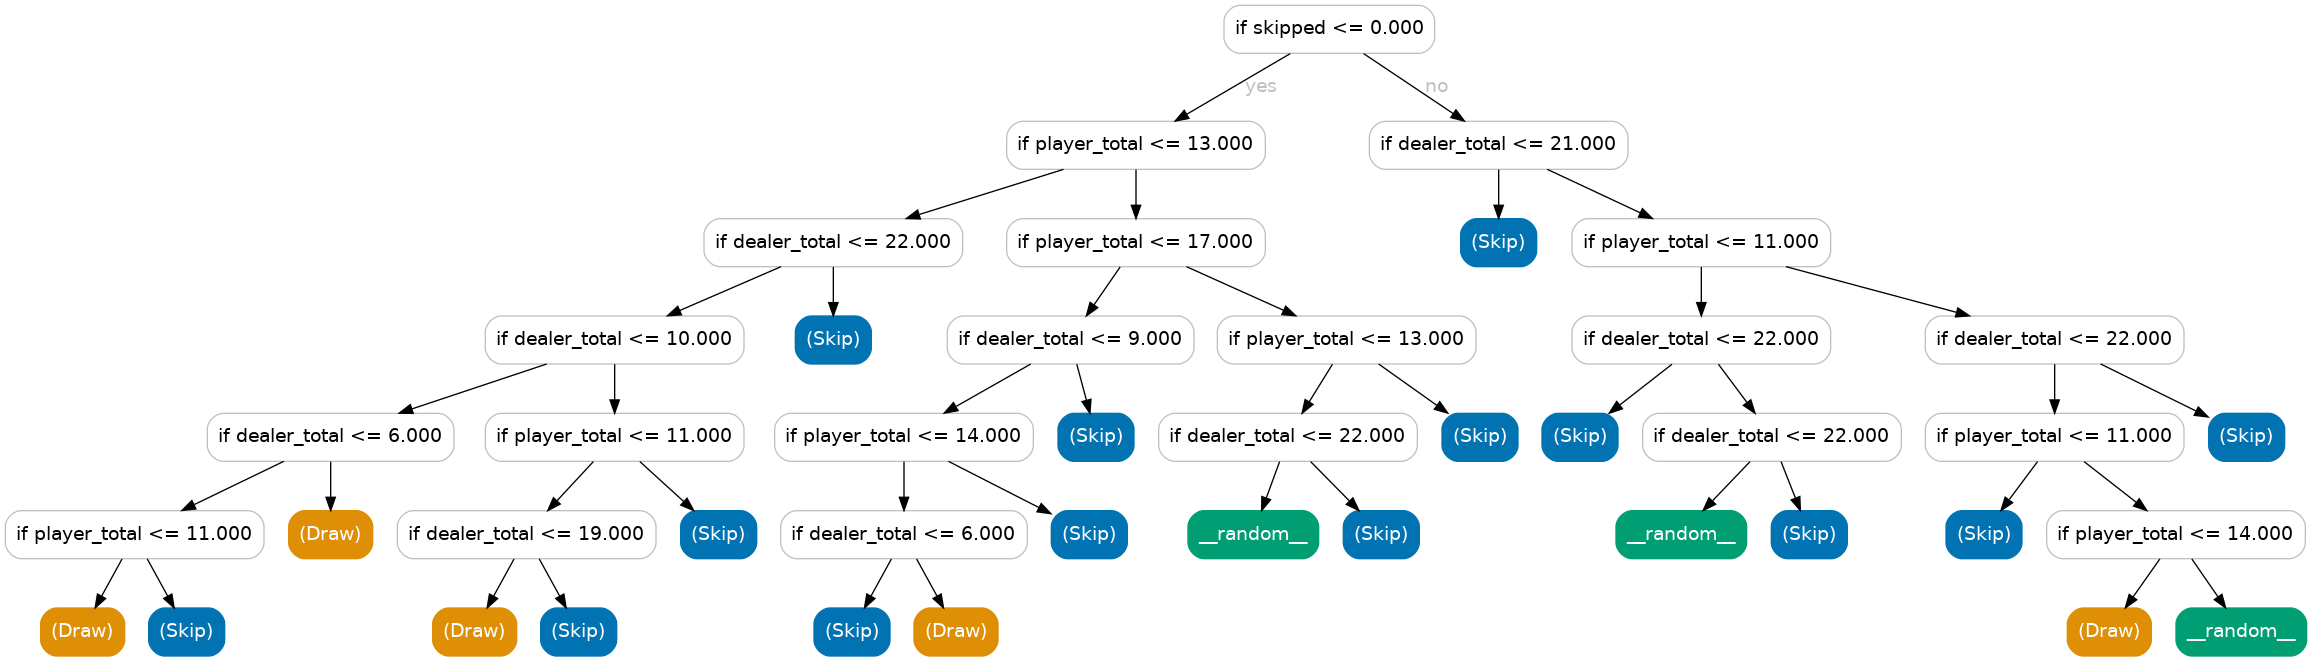 if skipped <= 0.000
yes
no
if player_total <= 13.000
if dealer_total <= 21.000
if dealer_total <= 22.000
if player_total <= 17.000
(Skip)
if player_total <= 11.000
if dealer_total <= 10.000
(Skip)
if dealer_total <= 9.000
if player_total <= 13.000
if dealer_total <= 22.000
if dealer_total <= 22.000
if dealer_total <= 6.000
if player_total <= 11.000
if player_total <= 14.000
(Skip)
if dealer_total <= 22.000
(Skip)
(Skip)
if dealer_total <= 22.000
if player_total <= 11.000
(Skip)
if player_total <= 11.000
(Draw)
if dealer_total <= 19.000
(Skip)
if dealer_total <= 6.000
(Skip)
__random__
(Skip)
__random__
(Skip)
(Skip)
if player_total <= 14.000
(Draw)
(Skip)
(Draw)
(Skip)
(Skip)
(Draw)
(Draw)
__random__